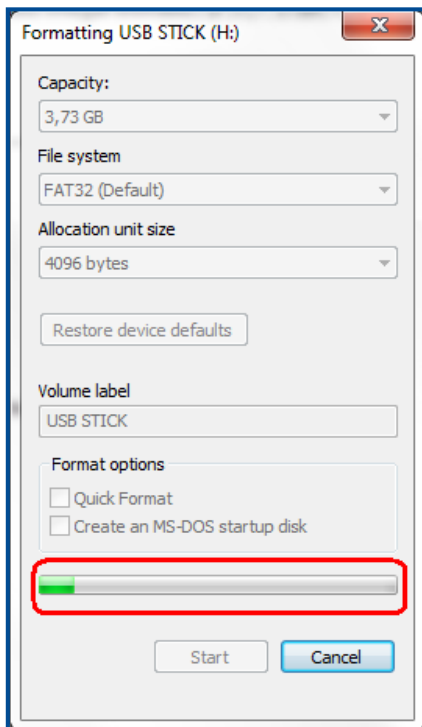 Formatting USB STICK (H:)
Capacity:
3,73 GB
File system
FAT32 (Default)
Allocation unit size
4096 bytes
Restore device defaults
Volume label
USB STICK
Format options
Quick Format
Create an MS-DOS startup disk
Start Cancel